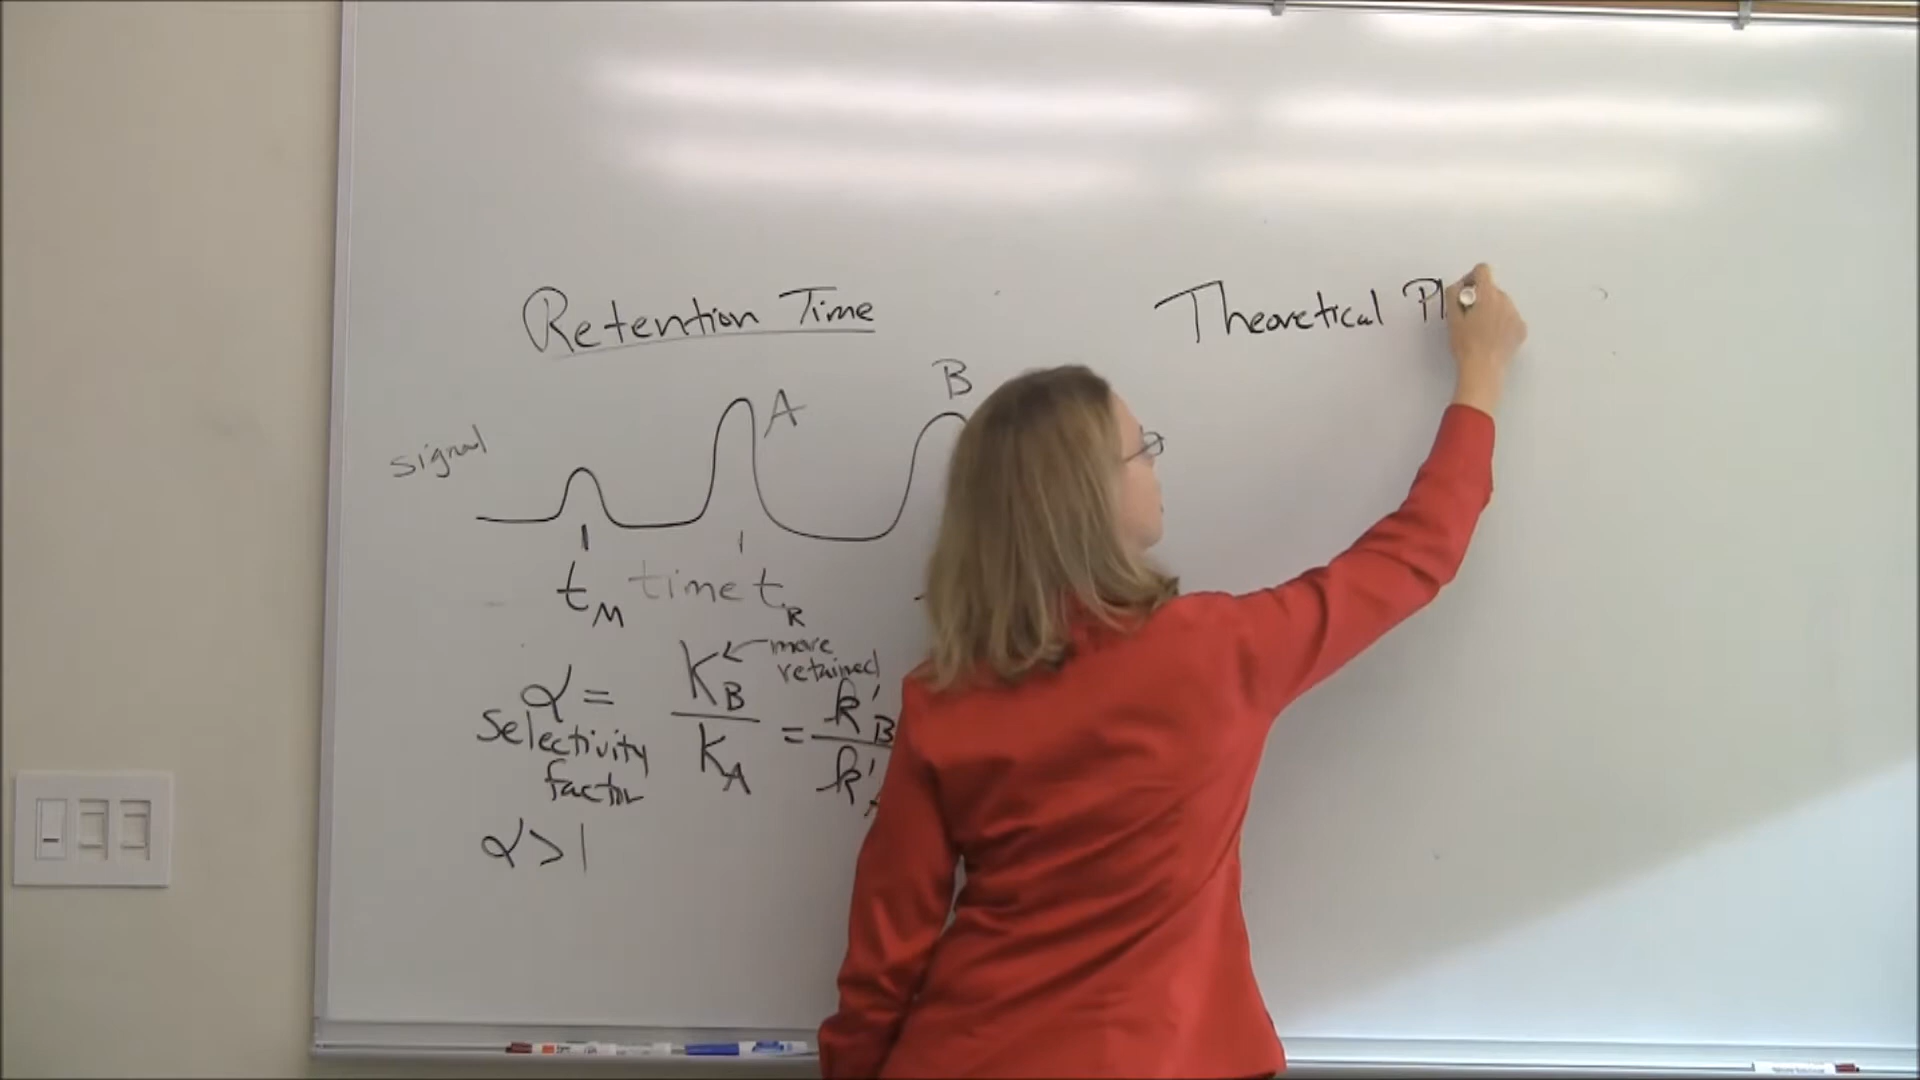 Retention Time
signal
A
B
t_M time t_R
α = K_B / K_A = k'_B / k'
← more retained
Selectivity
factor
α > 1
Theoretical Pl